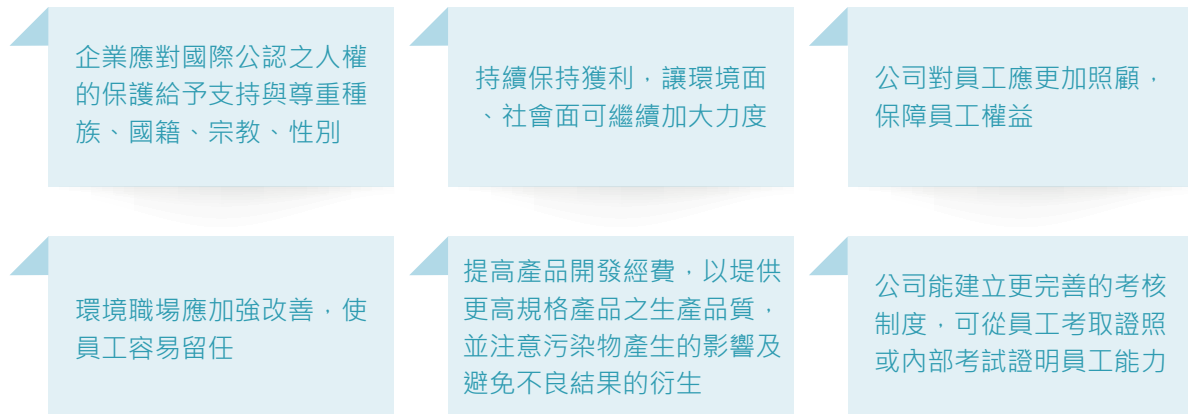 企業應對國際公認之人權
的保護給予支持與尊重種
族、國籍、宗教、性別
持續保持獲利，讓環境面
、社會面可繼續加大力度
公司對員工應更加照顧，
保障員工權益
環境職場應加強改善，使
員工容易留任
提高產品開發經費，以堤供
更高規格產品之生產品質，
並注意污染物產生的影響及
避免不良結果的衍生
公司能建立更完善的考核
制度，可從員工考取證照
或內部考試證明員工能力